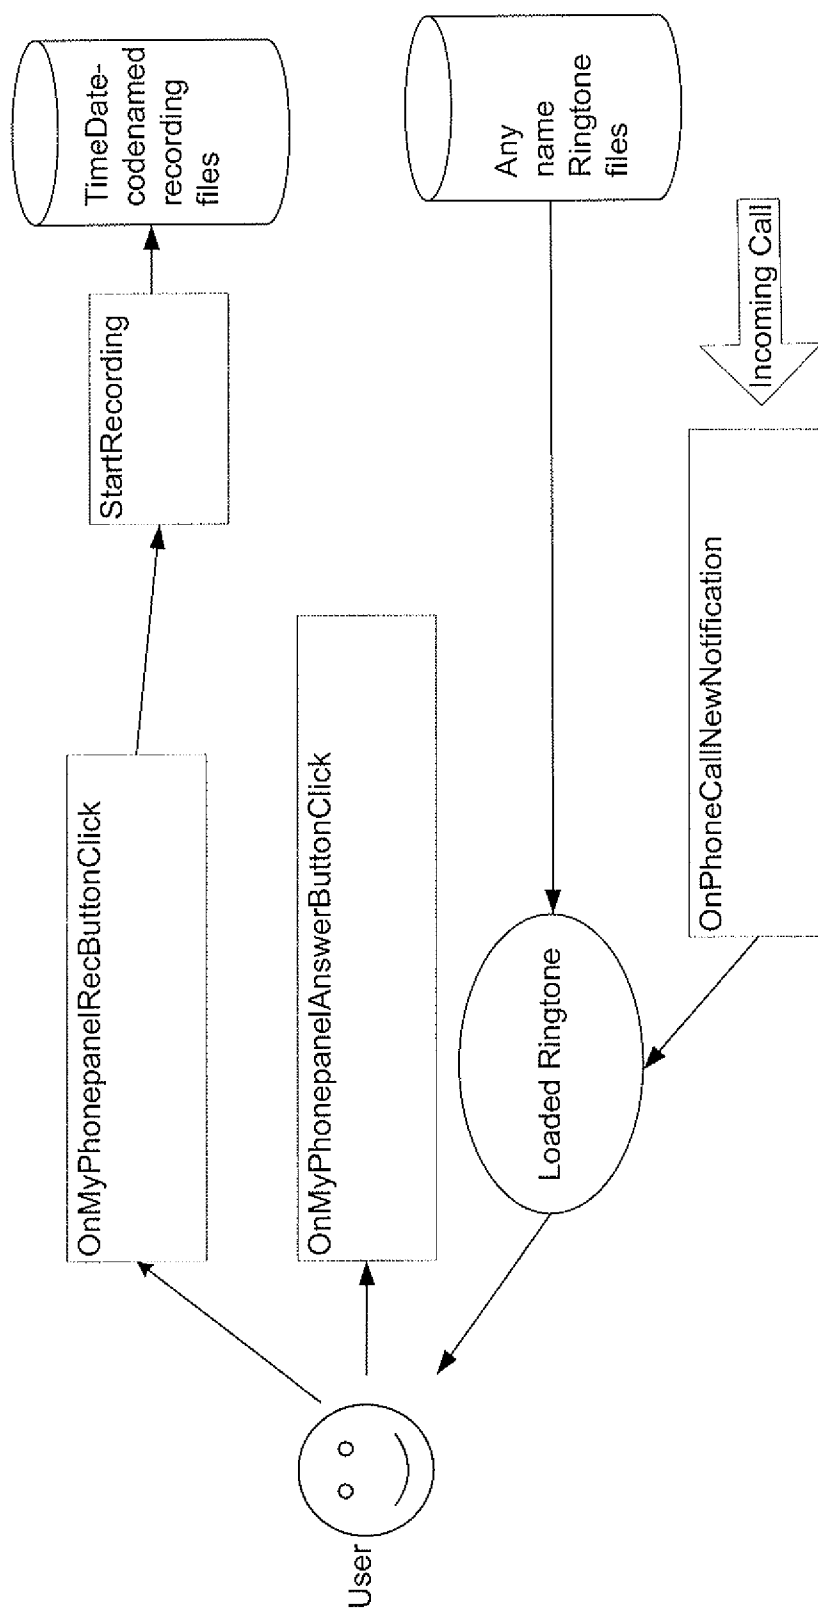 TimeDate-
codenamed
recording
files
StartRecording
OnMyPhonepanelRecButtonClick
OnMyPhonepanelAnswerButtonClick
Any
name
Ringtone
files
Loaded Ringtone
Incoming Call
OnPhoneCallNewNotification
User